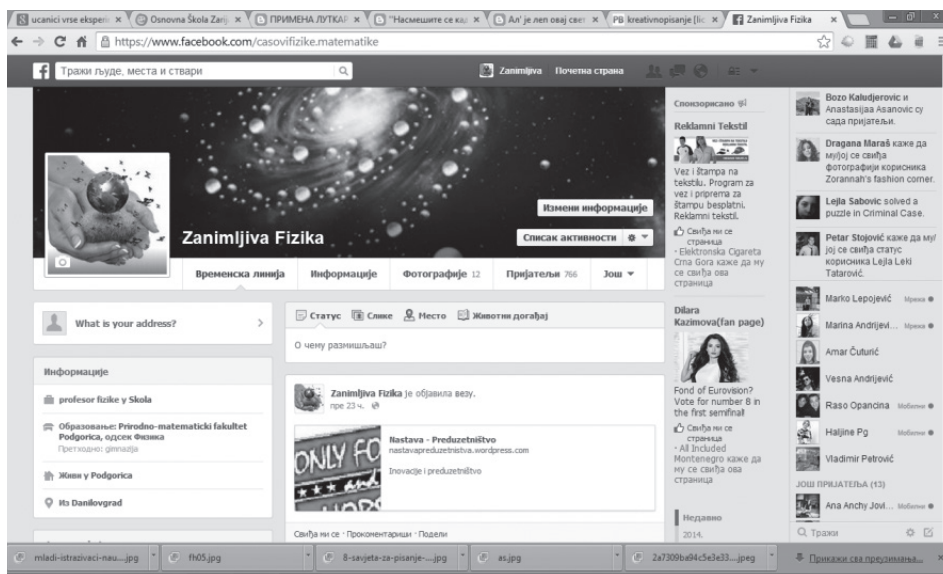 ucanici vrse eksperi
Osnovna Škola Zarij
ПРИМЕНА ЛУТКАР
"Насмешите се каж
Ал' је леп овај свет
kreativnopisanje [lic
Zanimljiva Fizika
https://www.facebook.com/casovifizike.matematike
Тражи људе, места и ствари
Zanimljiva Почетна страна
Измени информације
Zanimljiva Fizika
Списак активности
Временска линија Информације Фотографије 12 Пријатељи 766 Још
What is your address?
Информације
profesor fizike у Skola
Образовање: Prirodno-matematički fakultet
Podgorica, одсек Физика
Претходно: gimnazija
Живи у Podgorica
Из Danilovgrad
Статус Слике Место Животни догађај
О чему размишљаш?
Zanimljiva Fizika је објавила везу.
пре 23 ч.
ONLY FO
Nastava - Preduzetništvo
nastavapreduzetnistva.wordpress.com
Inovacije i preduzetništvo
Свиђа ми се · Прокоментариши · Подели
Спонзорисано
Reklamni Tekstil
Vez i štampa na
tekstilu. Program za
vez i priprema za
štampu besplatni.
Reklamni tekstil.
Свиђа ми се
страница
· Elektronska Cigareta
Crna Gora каже да му
се свиђа ова
страница
Dilara
Kazimova(fan page)
Fond of Eurovision?
Vote for number 8 in
the first semifinal!
Свиђа ми се
страница
· All Included
Montenegro каже да
му се свиђа ова
страница
Недавно
2014.
Bozo Kaludjerovic и
Anastasijaa Asanovic су
сада пријатељи.
Dragana Maraš каже да
му/јој се свиђа
фотографији корисника
Zorannah's fashion corner.
Lejla Sabovic solved a
puzzle in Criminal Case.
Petar Stojović каже да му/
јој се свиђа статус
корисника Lejla Leki
Tatarović.
Marko Lepojević Мрежа
Marina Andrijevi... Мрежа
Amar Čuturić
Vesna Andrijević
Raso Opancina Мобилни
Haljine Pg Мобилни
Vladimir Petrović
ЈОШ ПРИЈАТЕЉА (13)
Ana Anchy Jovi... Мобилни
Тражи
mladi-istrazivaci-nau....jpg
fh05.jpg
8-savjeta-za-pisanje-....jpg
as.jpg
2a7309ba94c5e3e33....jpeg
Прикажи сва преузимања...